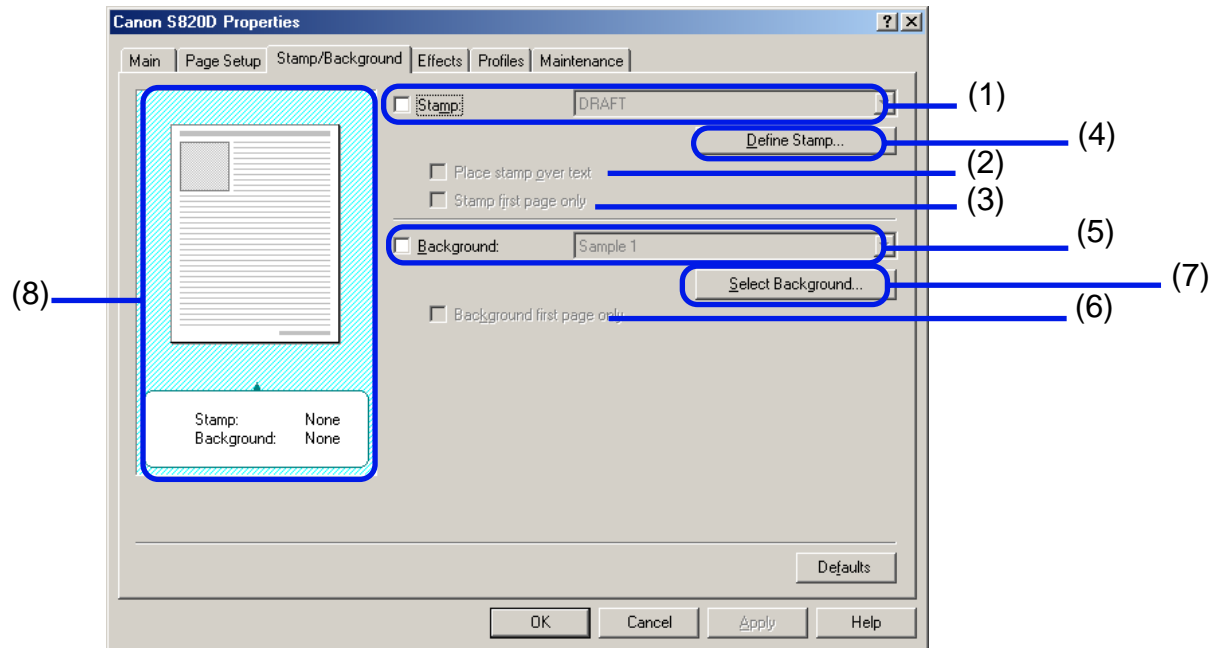 Canon S820D Properties
Main Page Setup Stamp/Background Effects Profiles Maintenance
Stamp: DRAFT (1)
Define Stamp... (4)
Place stamp over text (2)
Stamp first page only (3)
Background: Sample 1 (5)
Select Background... (7)
(8)
Background first page only (6)
Stamp: None
Background: None
Defaults
OK Cancel Apply Help